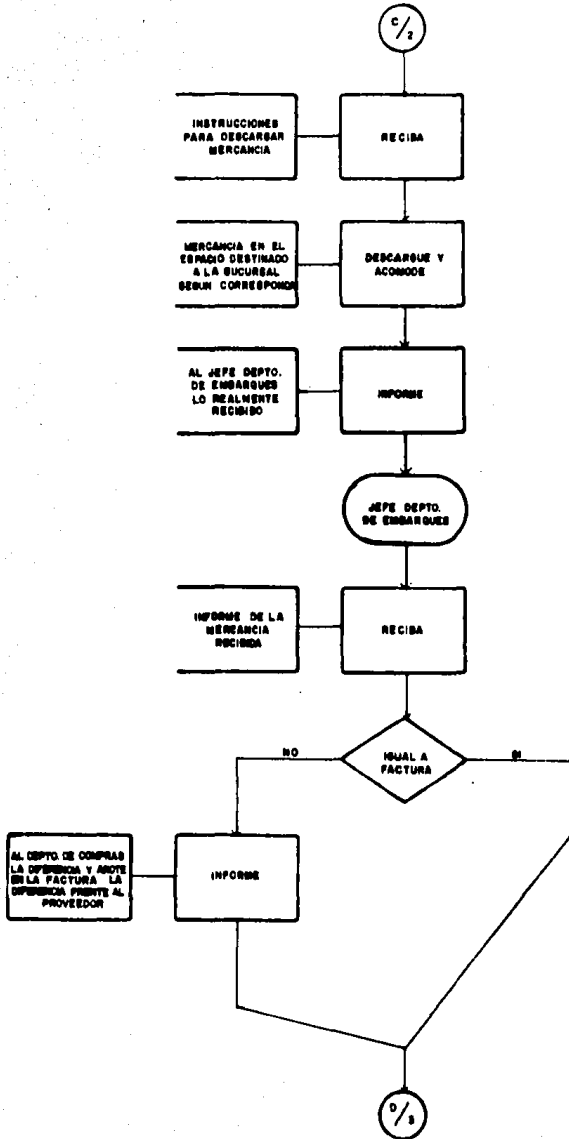 C/2
INSTRUCCIONES
PARA DESCARGAR
MERCANCIA
RECIBA
MERCANCIA EN EL
ESPACIO DESTINADO
A LA SUCURSAL
SEGUN CORRESPONDA
DESCARGUE Y
ACOMODE
AL JEFE DEPTO.
DE EMBARQUES
LO REALMENTE
RECIBIDO
INFORME
JEFE DEPTO.
DE EMBARQUES
INFORME DE LA
MERCANCIA
RECIBIDA
RECIBA
IGUAL A
FACTURA
NO
SI
AL DEPTO. DE COMPRAS
LA DIFERENCIA Y ANOTE
EN LA FACTURA LA
DIFERENCIA FRENTE AL
PROVEEDOR
INFORME
D/3